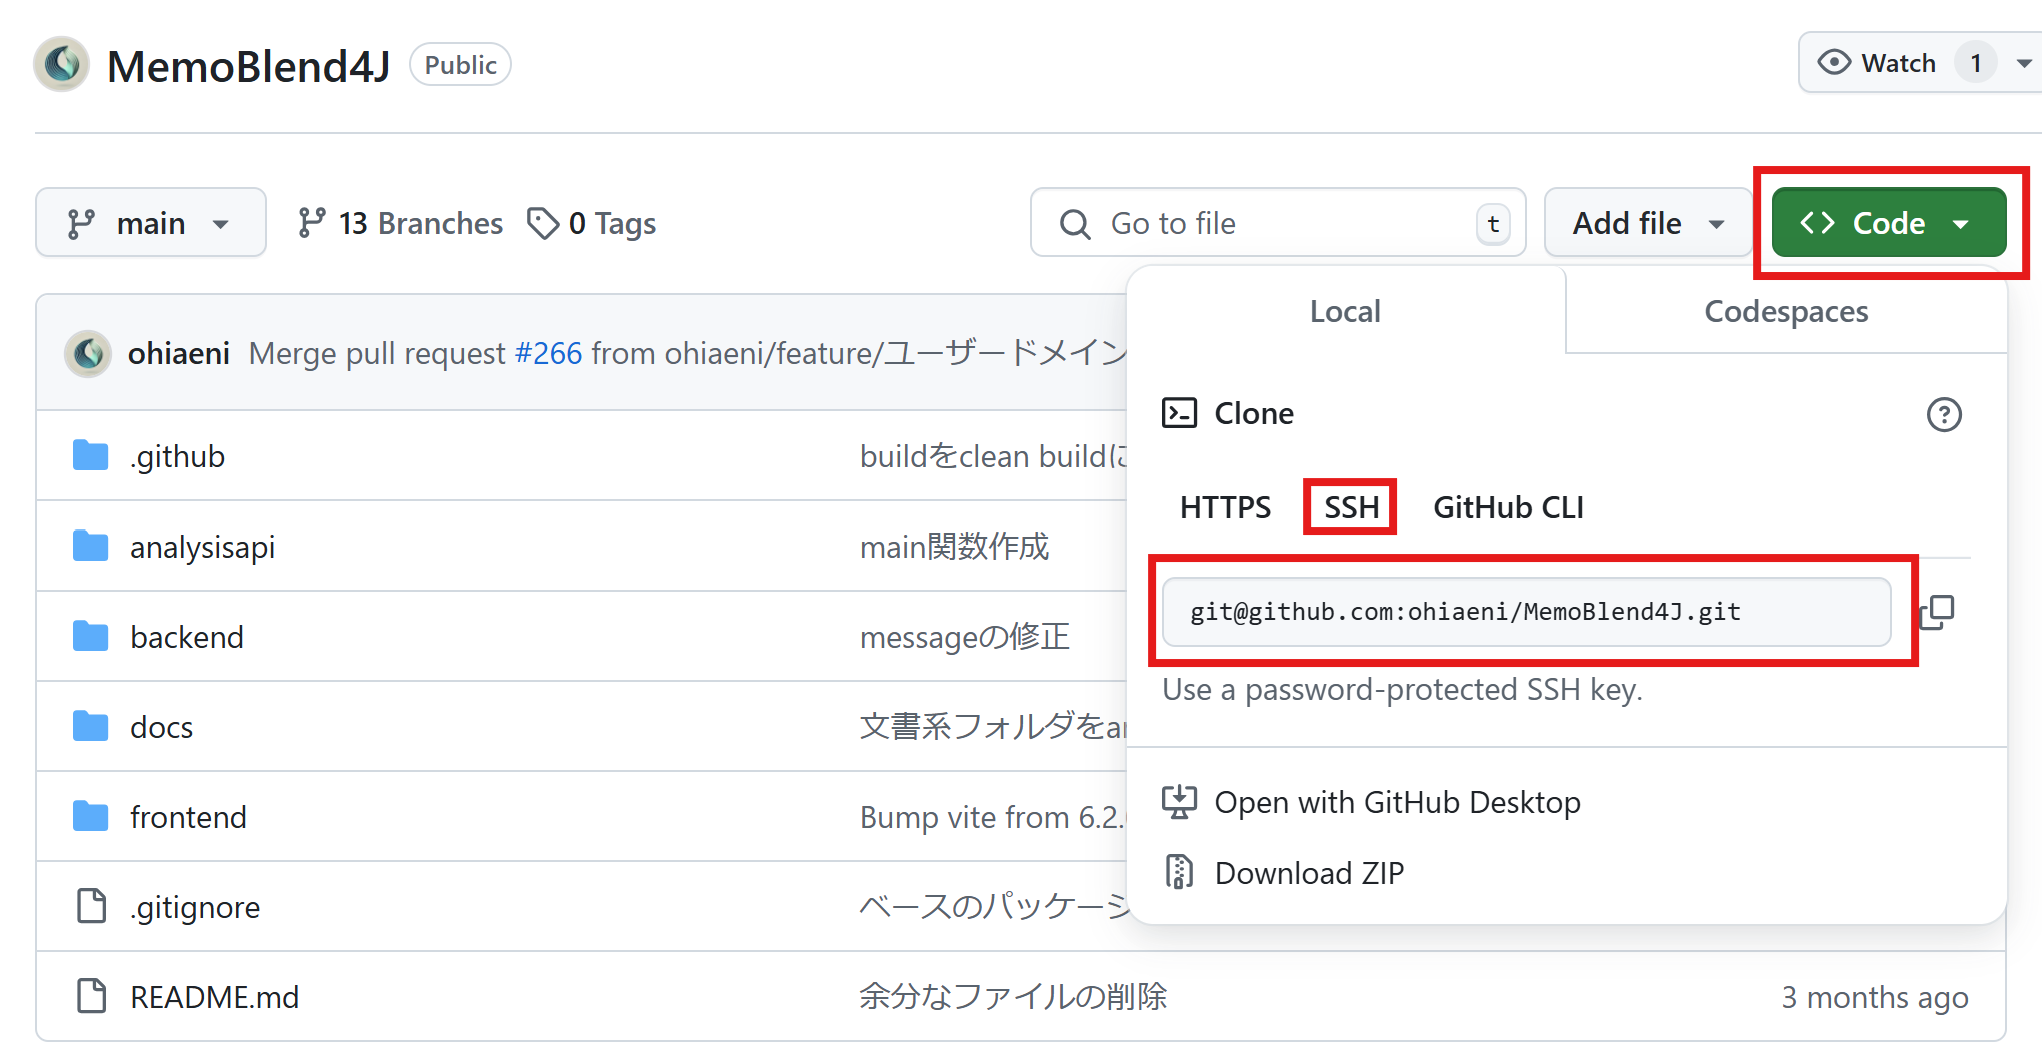 MemoBlend4J Public
Watch 1
main
13 Branches
0 Tags
Go to file t
Add file
Code
ohiaeni Merge pull request #266 from ohiaeni/feature/ユーザードメイン
.github buildをclean build
analysisapi main関数作成
backend messageの修正
docs 文書系フォルダをa
frontend Bump vite from 6.2.
.gitignore ベースのパッケージ
README.md 余分なファイルの削除 3 months ago
Local Codespaces
Clone
HTTPS SSH GitHub CLI
git@github.com:ohiaeni/MemoBlend4J.git
Use a password-protected SSH key.
Open with GitHub Desktop
Download ZIP